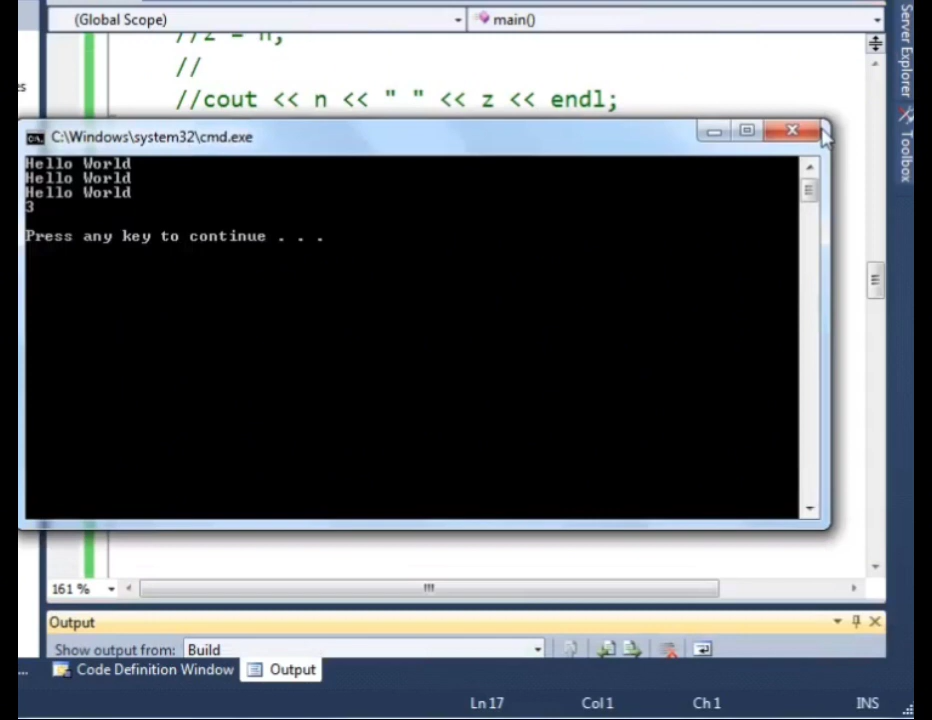 (Global Scope)
main()
//z = n;
//
//cout << n << " " << z << endl;
Server Explorer
Toolbox
es
C:\Windows\system32\cmd.exe
Hello World
Hello World
Hello World
3
Press any key to continue . . .
161 %
Output
Show output from: Build
... Code Definition Window
Output
Ln 17
Col 1
Ch 1
INS